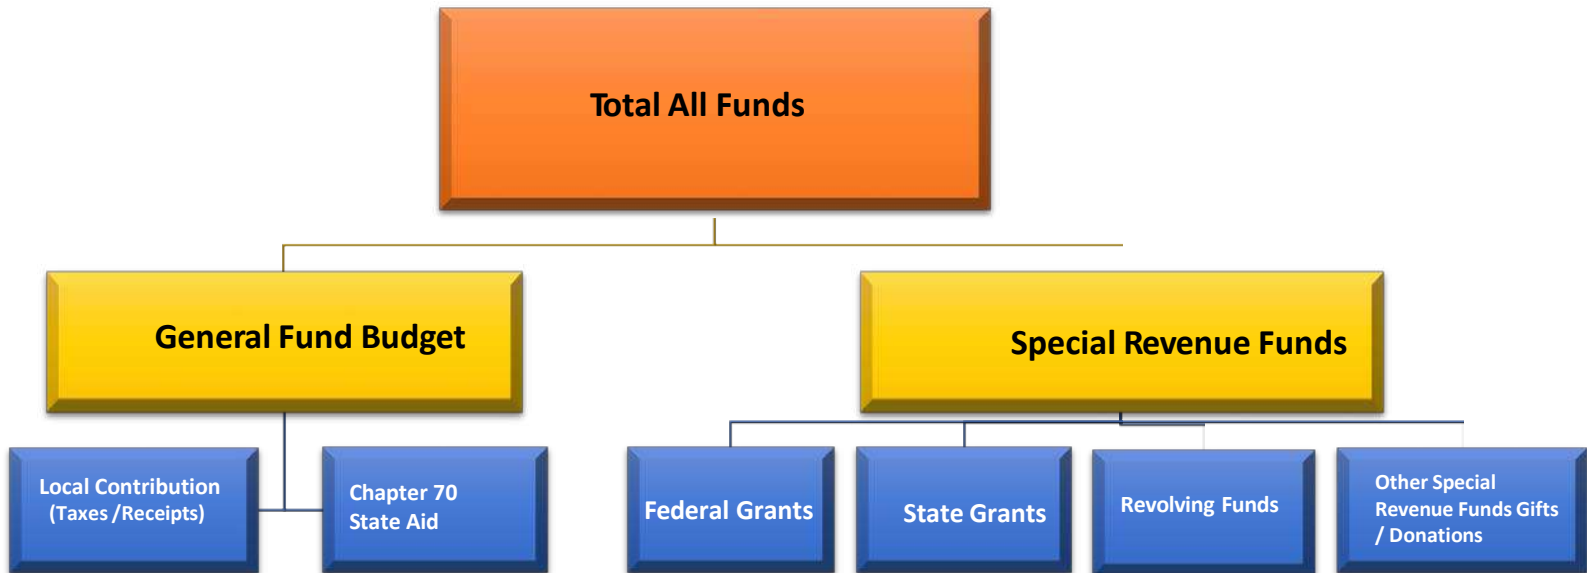 Total All Funds
General Fund Budget
Special Revenue Funds
Local Contribution
(Taxes /Receipts)
Chapter 70
State Aid
Federal Grants
State Grants
Revolving Funds
Other Special
Revenue Funds Gifts
/ Donations